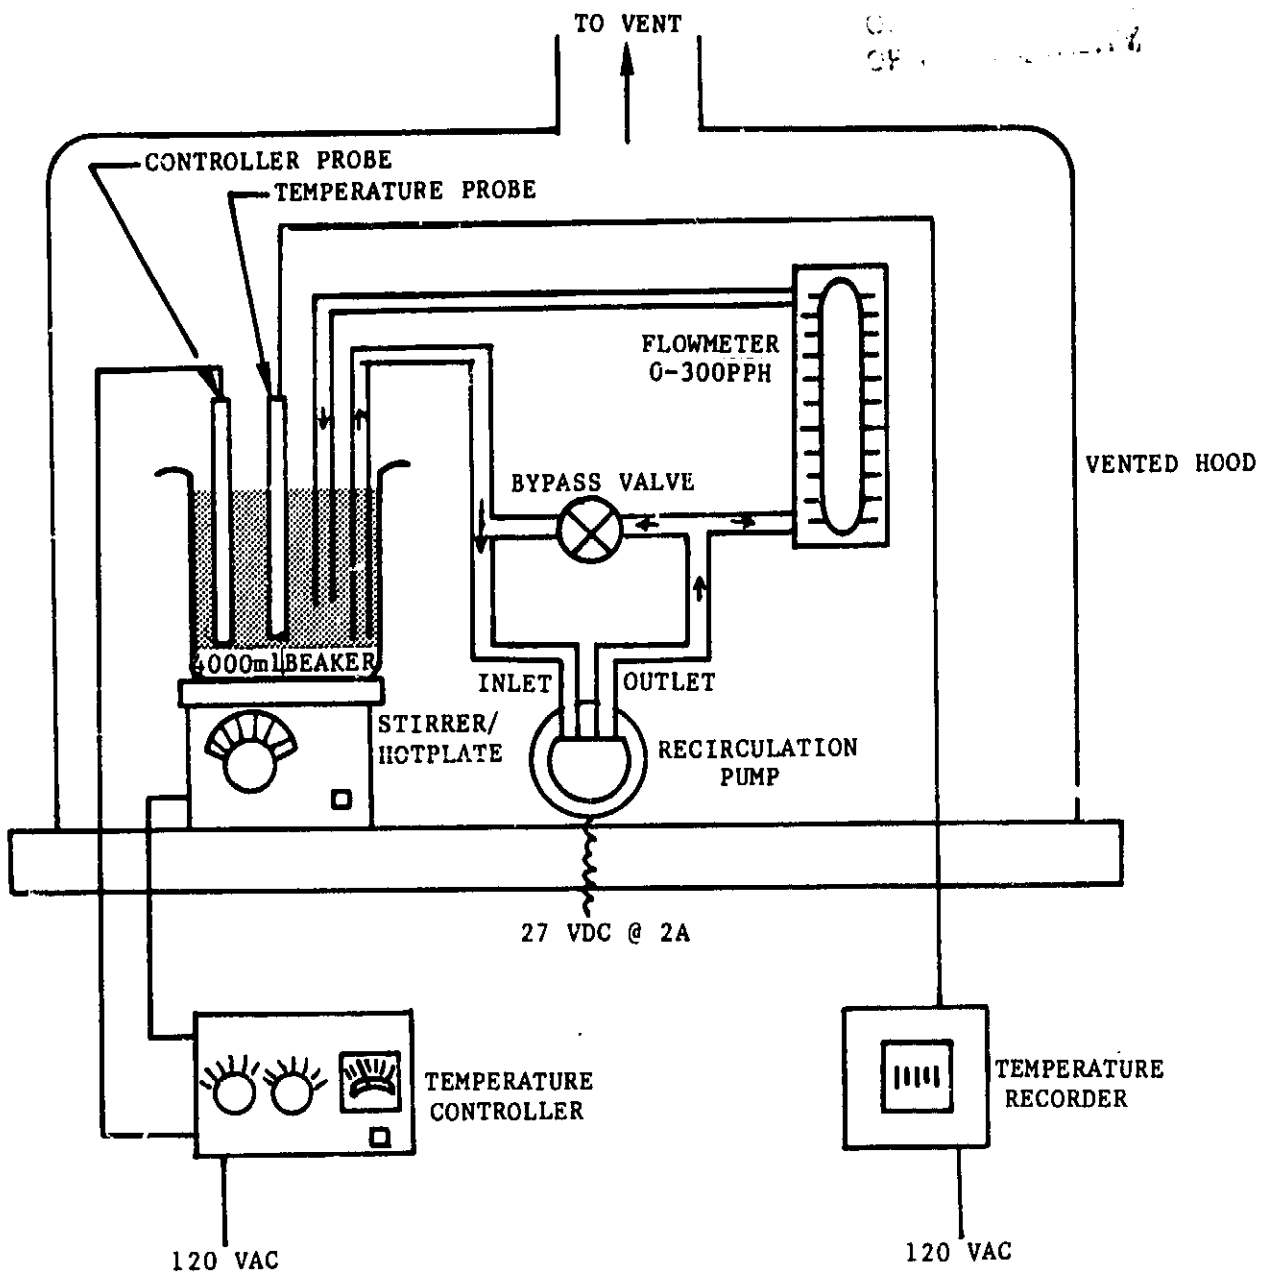 TO VENT
CONTROLLER PROBE
TEMPERATURE PROBE
FLOWMETER
0-300PPH
VENTED HOOD
BYPASS VALVE
4000ml BEAKER
INLET
OUTLET
STIRRER/
HOTPLATE
RECIRCULATION
PUMP
27 VDC @ 2A
TEMPERATURE
CONTROLLER
TEMPERATURE
RECORDER
120 VAC
120 VAC